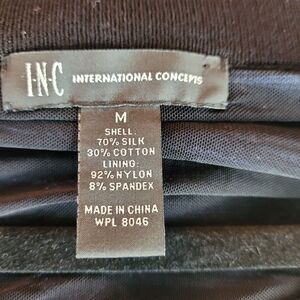 I·N·C INTERNATIONAL CONCEPTS
M
SHELL:
70% SILK
30% COTTON
LINING:
92% NYLON
8% SPANDEX
MADE IN CHINA
WPL 8046